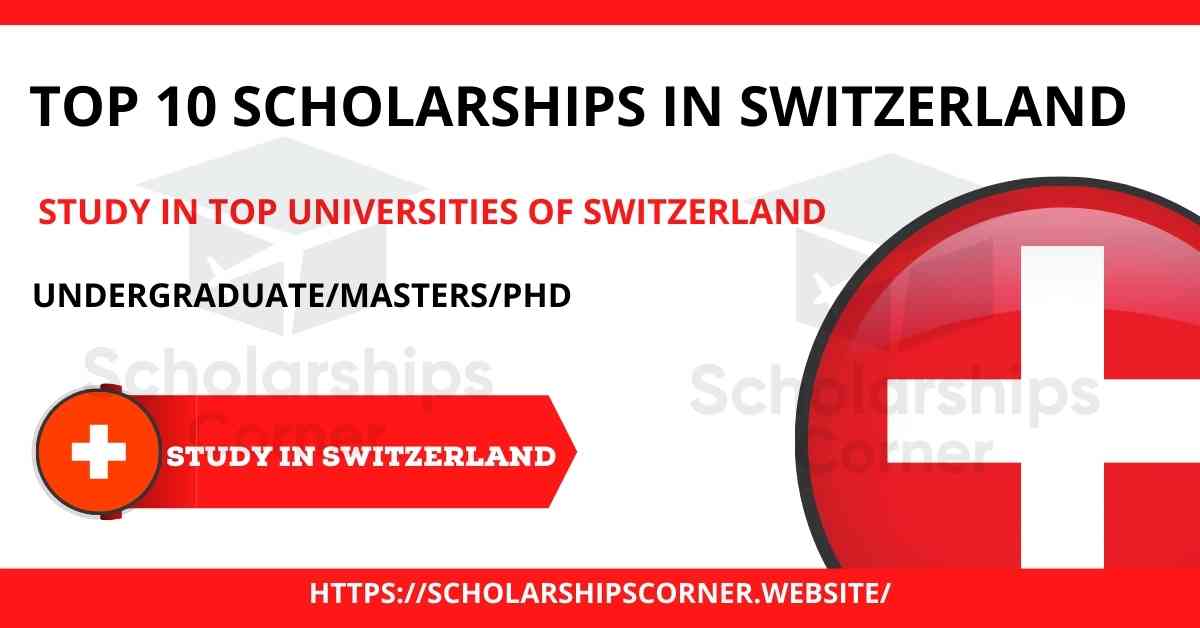 TOP 10 SCHOLARSHIPS IN SWITZERLAND
STUDY IN TOP UNIVERSITIES OF SWITZERLAND
UNDERGRADUATE/MASTERS/PHD
Scholarships
Corner
STUDY IN SWITZERLAND
Scholarships
Corner
HTTPS://SCHOLARSHIPSCORNER.WEBSITE/